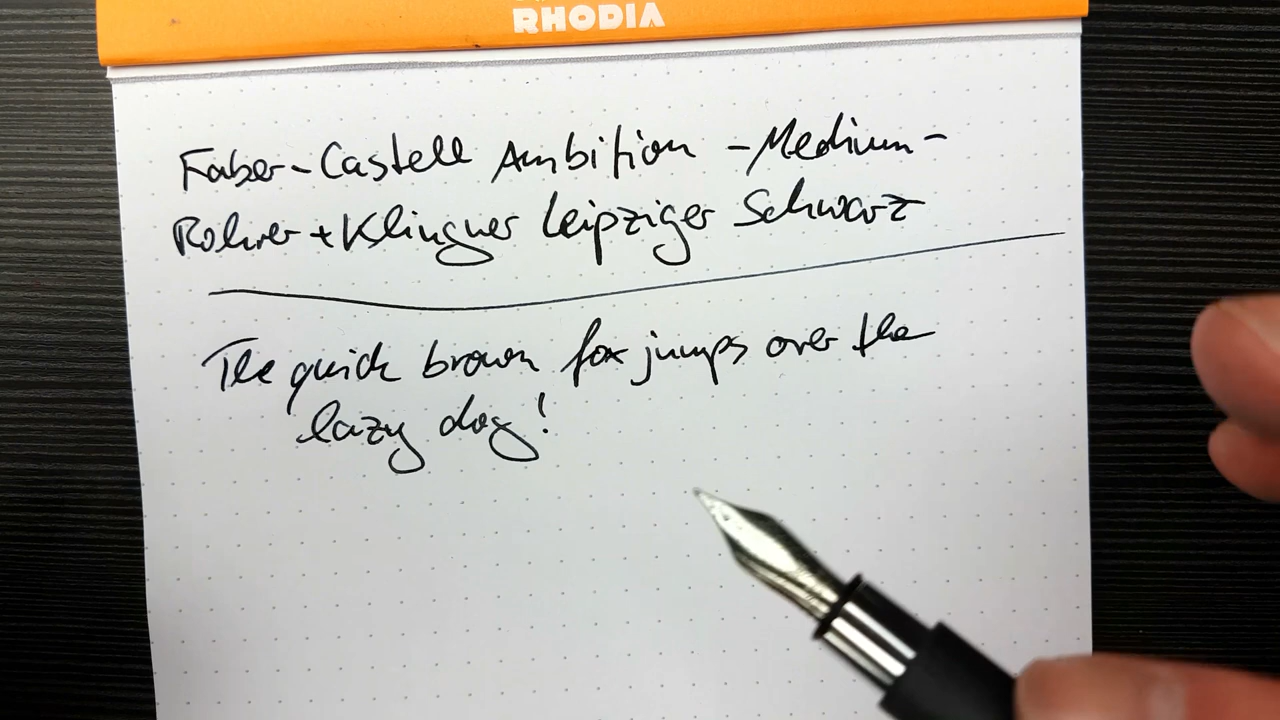 RHODIA
Faber-Castell Ambition -Medium-
Rohrer+Klingner Leipziger Schwarz
The quick brown fox jumps over the
lazy dog!